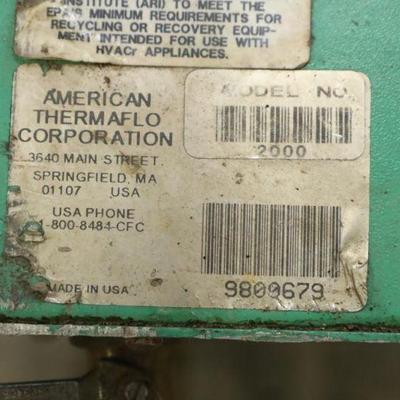 INSTITUTE (ARI) TO MEET THE
EPA'S MINIMUM REQUIREMENTS FOR
RECYCLING OR RECOVERY EQUIP-
MENT INTENDED FOR USE WITH
HVACr APPLIANCES.
AMERICAN
THERMAFLO
CORPORATION
3640 MAIN STREET.
SPRINGFIELD, MA
01107 USA
USA PHONE
1-800-8484-CFC
MADE IN USA
MODEL NO.
2000
9809679